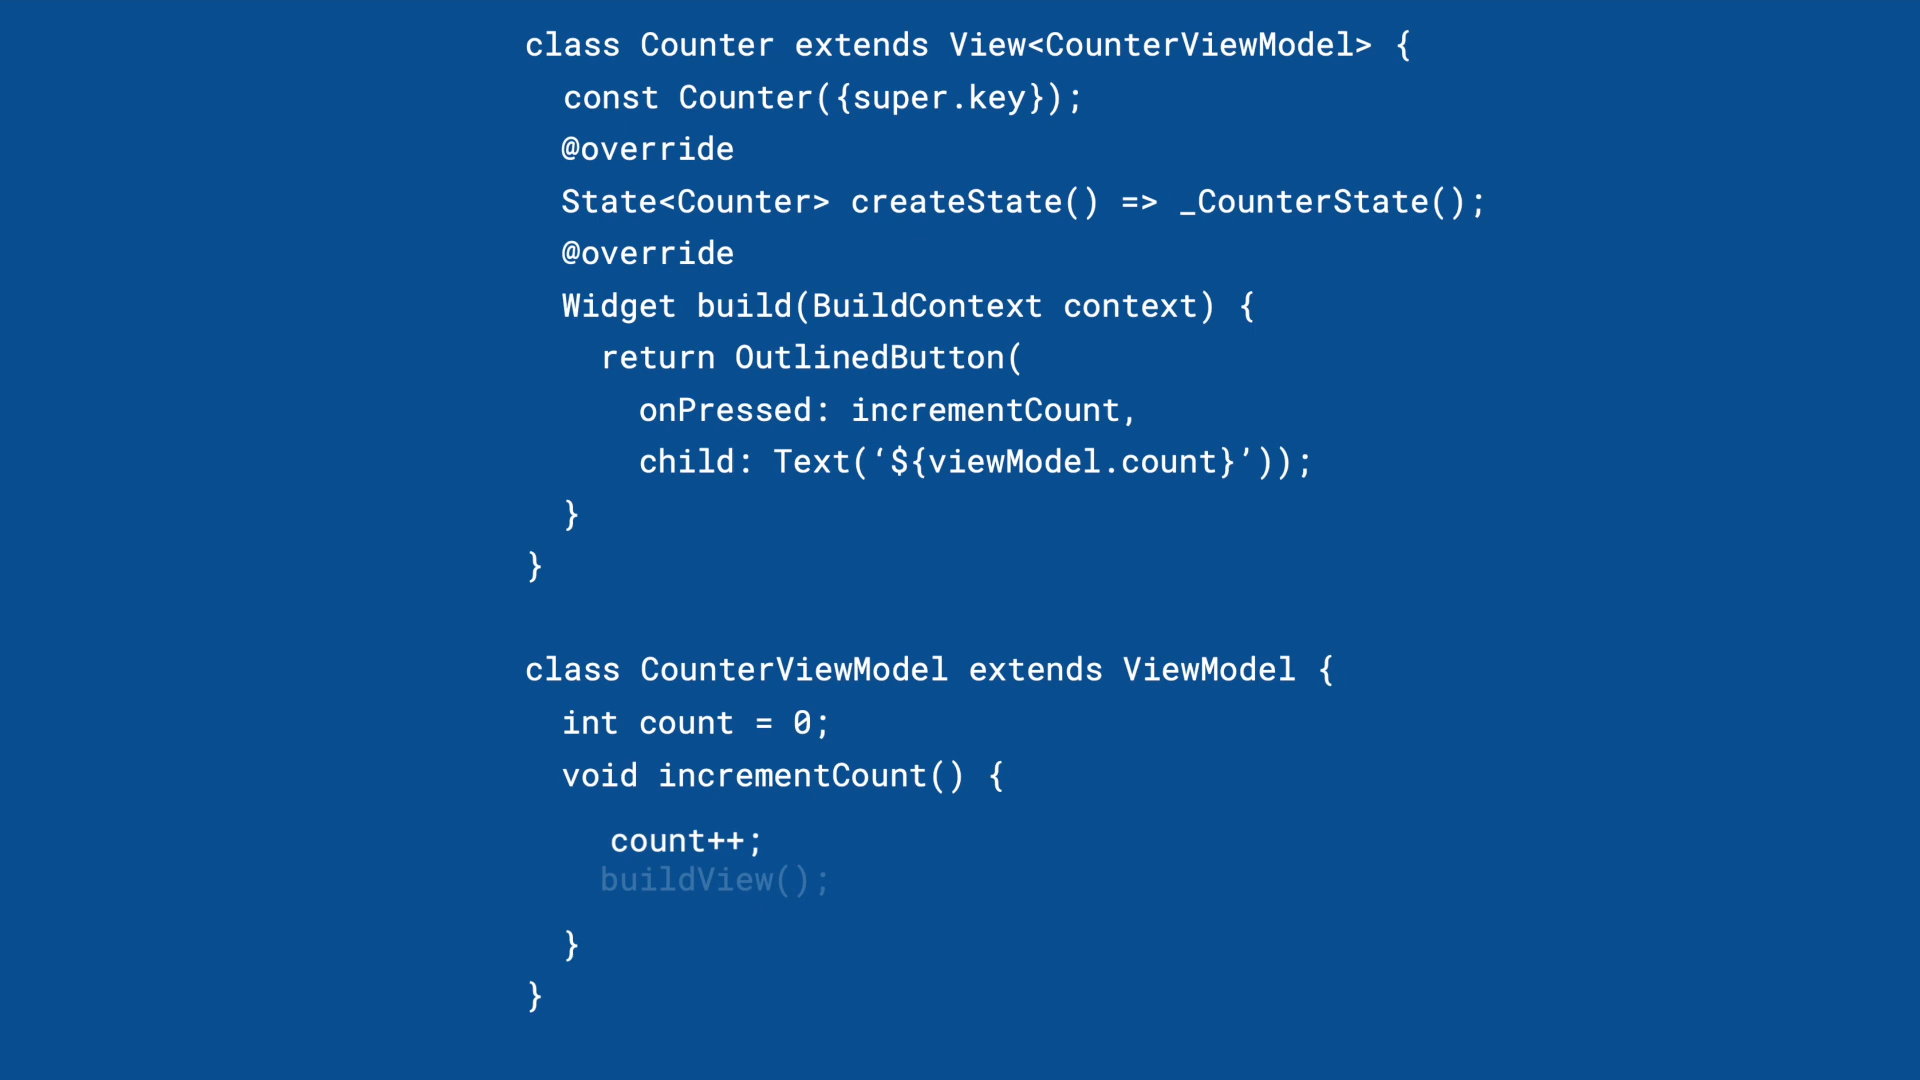 class Counter extends View<CounterViewModel> {
const Counter({super.key});
@override
State<Counter> createState() => _CounterState();
@override
Widget build(BuildContext context) {
return OutlinedButton(
onPressed: incrementCount,
child: Text(‘${viewModel.count}’));
}
}
class CounterViewModel extends ViewModel {
int count = 0;
void incrementCount() {
count++;
buildView();
}
}